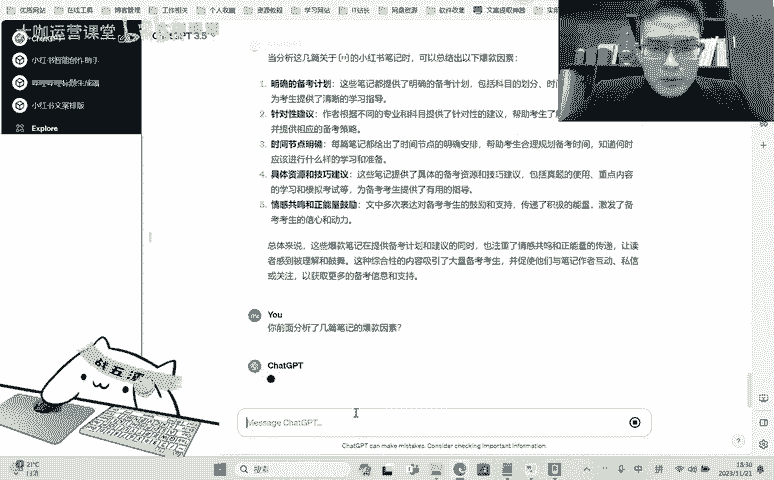 优质网站 在线工具 博客管理 工作相关 个人收藏 资源教程 学习网站 IT站长 网盘资源 软件收集 文案提取神器
大咖运营课堂
ChatGPT 3.5
小红书智能创作助手
小红书文案排版
Explore
当分析这几篇关于{**}的小红书笔记时，可以总结出以下爆款因素：
1. 明确的备考计划：这些笔记都提供了明确的备考计划，包括科目的划分、时
为考生提供了清晰的学习指导。
2. 针对性建议：作者根据不同的专业和科目提供了针对性的建议，帮助考生了
并提供相应的备考策略。
3. 时间节点明确：每篇笔记都给出了时间节点的明确安排，帮助考生合理规划备考时间，知道何时
应该进行什么样的学习和准备。
4. 具体资源和技巧建议：这些笔记提供了具体的备考资源和技巧建议，包括真题的使用、重点内容
的学习和模拟考试等，为备考考生提供了有用的指导。
5. 情感共鸣和正能量鼓励：文中多次表达对备考考生的鼓励和支持，传递了积极的能量，激发了备
考考生的信心和动力。
总体来说，这些爆款笔记在提供备考计划和建议的同时，也注重了情感共鸣和正能量的传递，让读
者感到被理解和鼓舞。这种综合性的内容吸引了大量备考考生，并促使他们与笔记作者互动、私信
或关注，以获取更多的备考信息和支持。
You
你前面分析了几篇笔记的爆款因素？
ChatGPT
Message ChatGPT...
ChatGPT can make mistakes. Consider checking important information.
战五渣
21°C
搜索
中 拼
18:30
2023/11/21